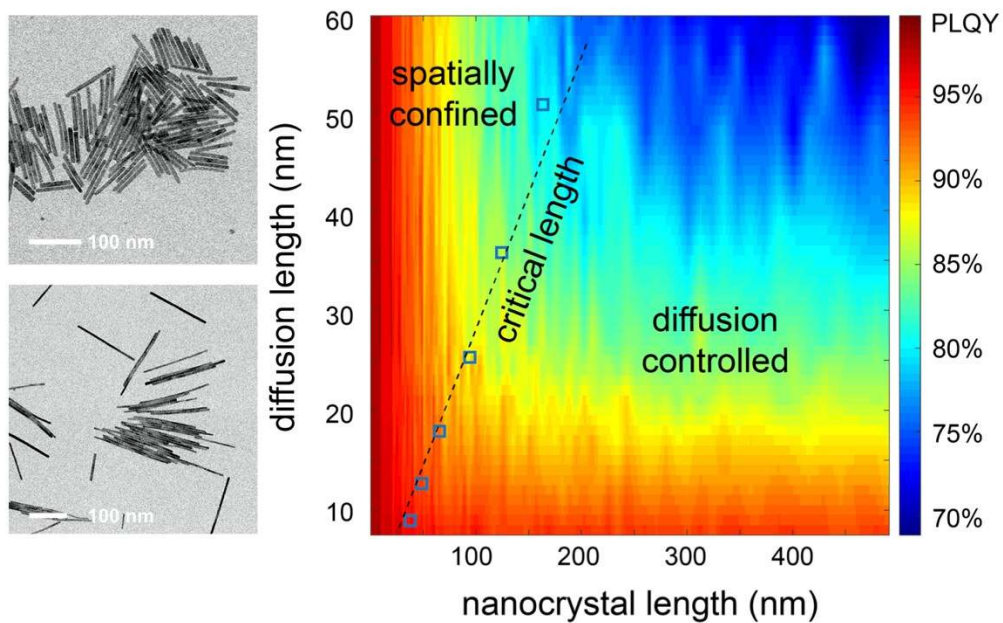 100 nm
100 nm
diffusion length (nm)
60
50
40
30
20
10
spatially
confined
critical length
diffusion
controlled
100
200
300
400
nanocrystal length (nm)
PLQY
95%
90%
85%
80%
75%
70%